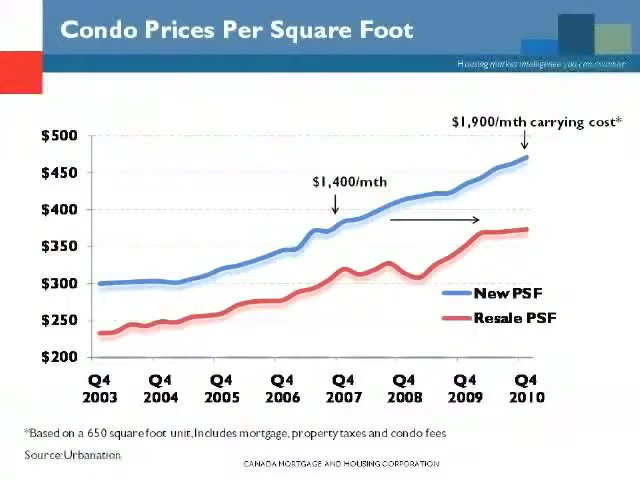 Condo Prices Per Square Foot
Housing market intelligence you can count on
$1,900/mth carrying cost*
$500
$450
$1,400/mth
$400
$350
$300
New PSF
Resale PSF
$250
$200
Q4 Q4 Q4 Q4 Q4 Q4 Q4 Q4
2003 2004 2005 2006 2007 2008 2009 2010
*Based on a 650 square foot unit, Includes mortgage, property taxes and condo fees
Source: Urbanation
CANADA MORTGAGE AND HOUSING CORPORATION